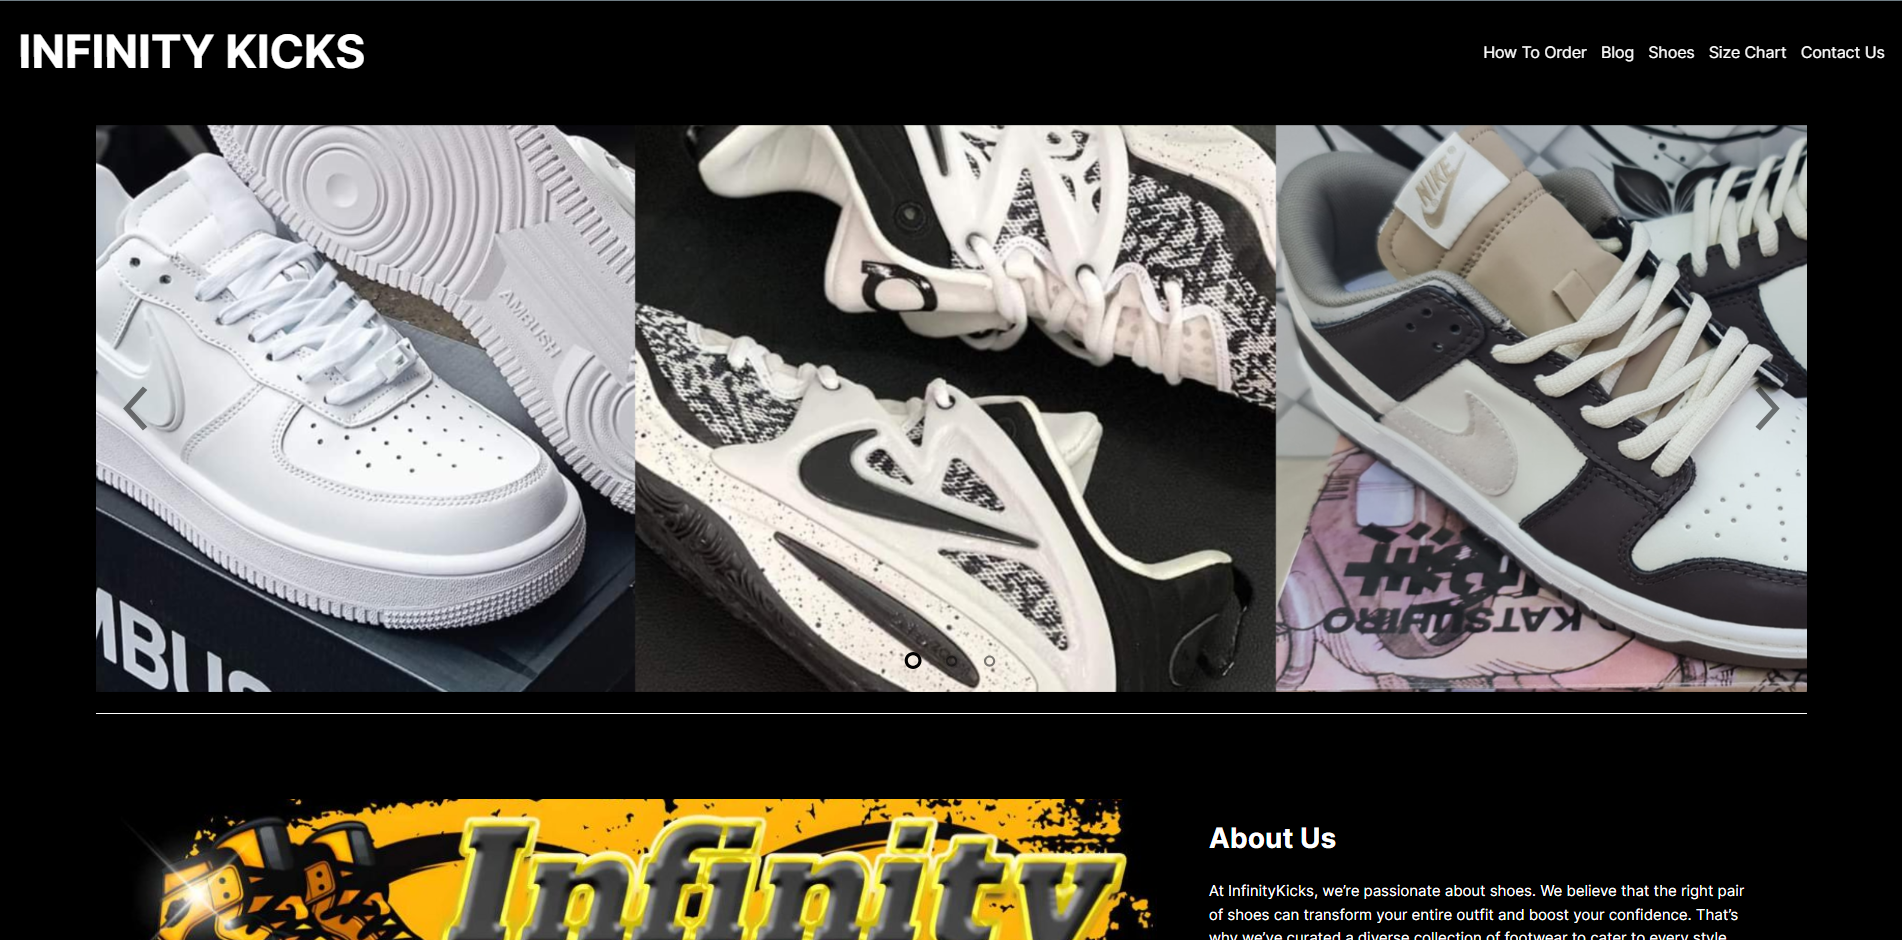 INFINITY KICKS
How To Order Blog Shoes Size Chart Contact Us
AMBUSH
NIKE
MBUS
KATSUHIRO
Infinity
About Us
At InfinityKicks, we’re passionate about shoes. We believe that the right pair
of shoes can transform your entire outfit and boost your confidence. That’s
why we’ve curated a diverse collection of footwear to cater to every style